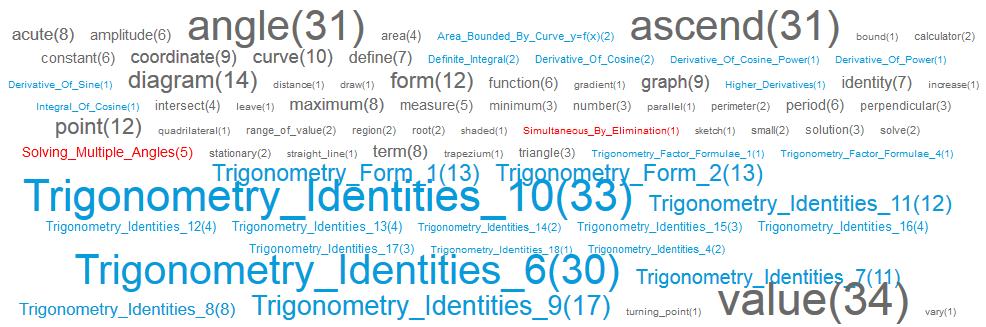 acute(8) amplitude(6) angle(31) area(4) Area_Bounded_By_Curve_y=f(x)(2) ascend(31) bound(1) calculator(2)
constant(6) coordinate(9) curve(10) define(7) Definite_Integral(2) Derivative_Of_Cosine(2) Derivative_Of_Cosine_Power(1) Derivative_Of_Power(1)
Derivative_Of_Sine(1) diagram(14) distance(1) draw(1) form(12) function(6) gradient(1) graph(9) Higher_Derivatives(1) identity(7) increase(1)
Integral_Of_Cosine(1) intersect(4) leave(1) maximum(8) measure(5) minimum(3) number(3) parallel(1) perimeter(2) period(6) perpendicular(3)
point(12) quadrilateral(1) range_of_value(2) region(2) root(2) shaded(1) Simultaneous_By_Elimination(1) sketch(1) small(2) solution(3) solve(2)
Solving_Multiple_Angles(5) stationary(2) straight_line(1) term(8) trapezium(1) triangle(3) Trigonometry_Factor_Formulae_1(1) Trigonometry_Factor_Formulae_4(1)
Trigonometry_Form_1(13) Trigonometry_Form_2(13)
Trigonometry_Identities_10(33) Trigonometry_Identities_11(12)
Trigonometry_Identities_12(4) Trigonometry_Identities_13(4) Trigonometry_Identities_14(2) Trigonometry_Identities_15(3) Trigonometry_Identities_16(4)
Trigonometry_Identities_17(3) Trigonometry_Identities_18(1) Trigonometry_Identities_4(2)
Trigonometry_Identities_6(30) Trigonometry_Identities_7(11)
Trigonometry_Identities_8(8) Trigonometry_Identities_9(17) turning_point(1) value(34) vary(1)